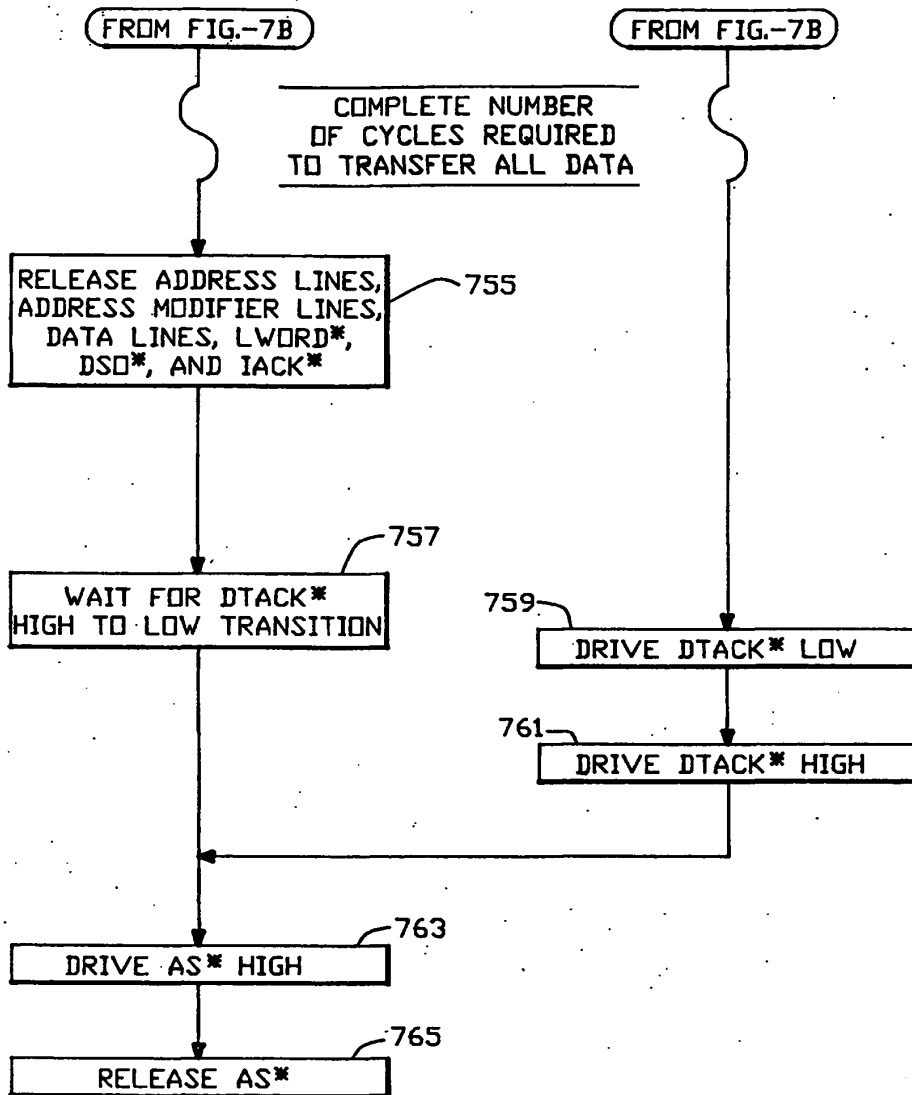 FROM FIG.-7B
FROM FIG.-7B
COMPLETE NUMBER
OF CYCLES REQUIRED
TO TRANSFER ALL DATA
RELEASE ADDRESS LINES,
ADDRESS MODIFIER LINES,
DATA LINES, LWORD*,
DS0*, AND IACK*
755
757
WAIT FOR DTACK*
HIGH TO LOW TRANSITION
759
DRIVE DTACK* LOW
761
DRIVE DTACK* HIGH
763
DRIVE AS* HIGH
765
RELEASE AS*